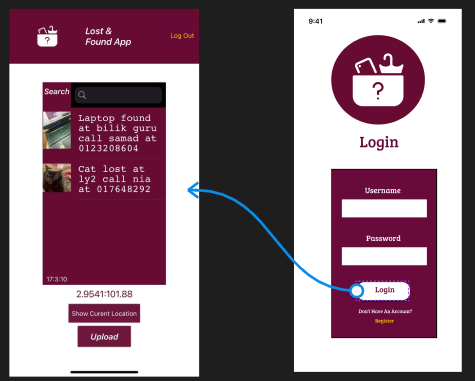 Lost &
Found App
Log Out
Search
Laptop found
at bilik guru
call samad at
0123208604
Cat lost at
ly2 call nia
at 017648292
17:3:10
2.9541:101.88
Show Curent Location
Upload
9:41
?
Login
Username
Password
Login
Don't Have An Account?
Register